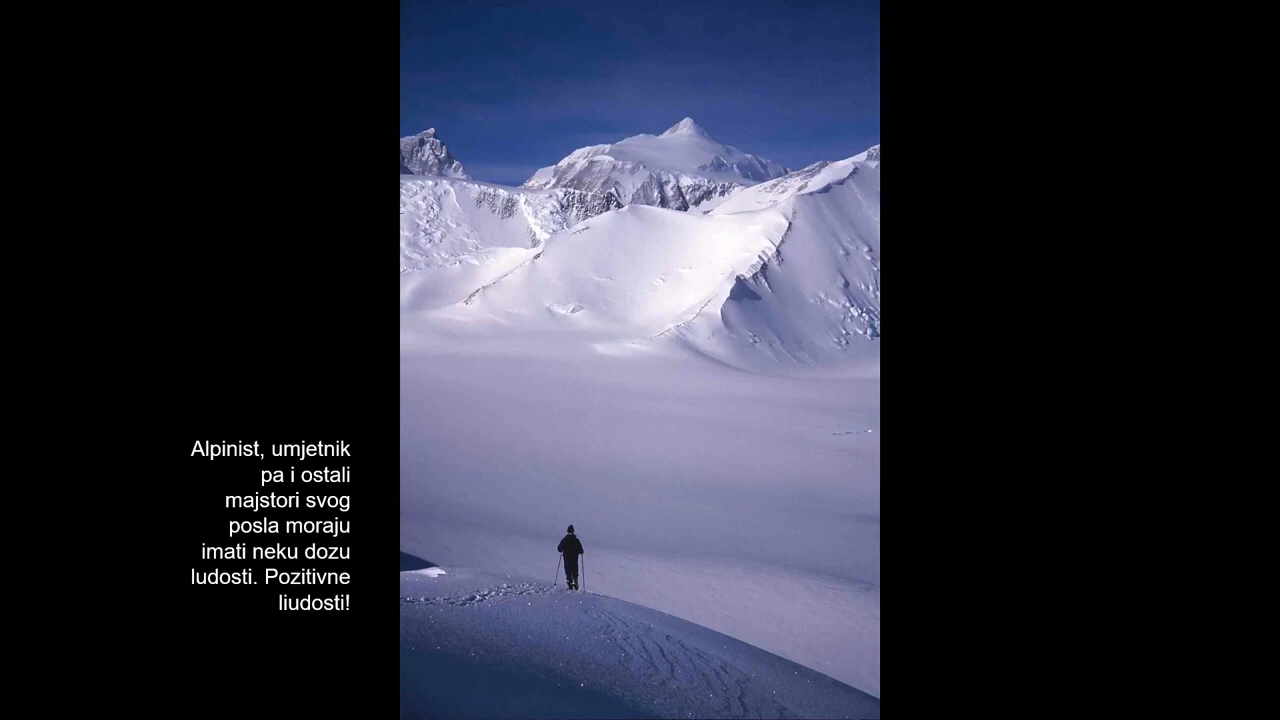 Alpinist, umjetnik
pa i ostali
majstori svog
posla moraju
imati neku dozu
ludosti. Pozitivne
liudosti!